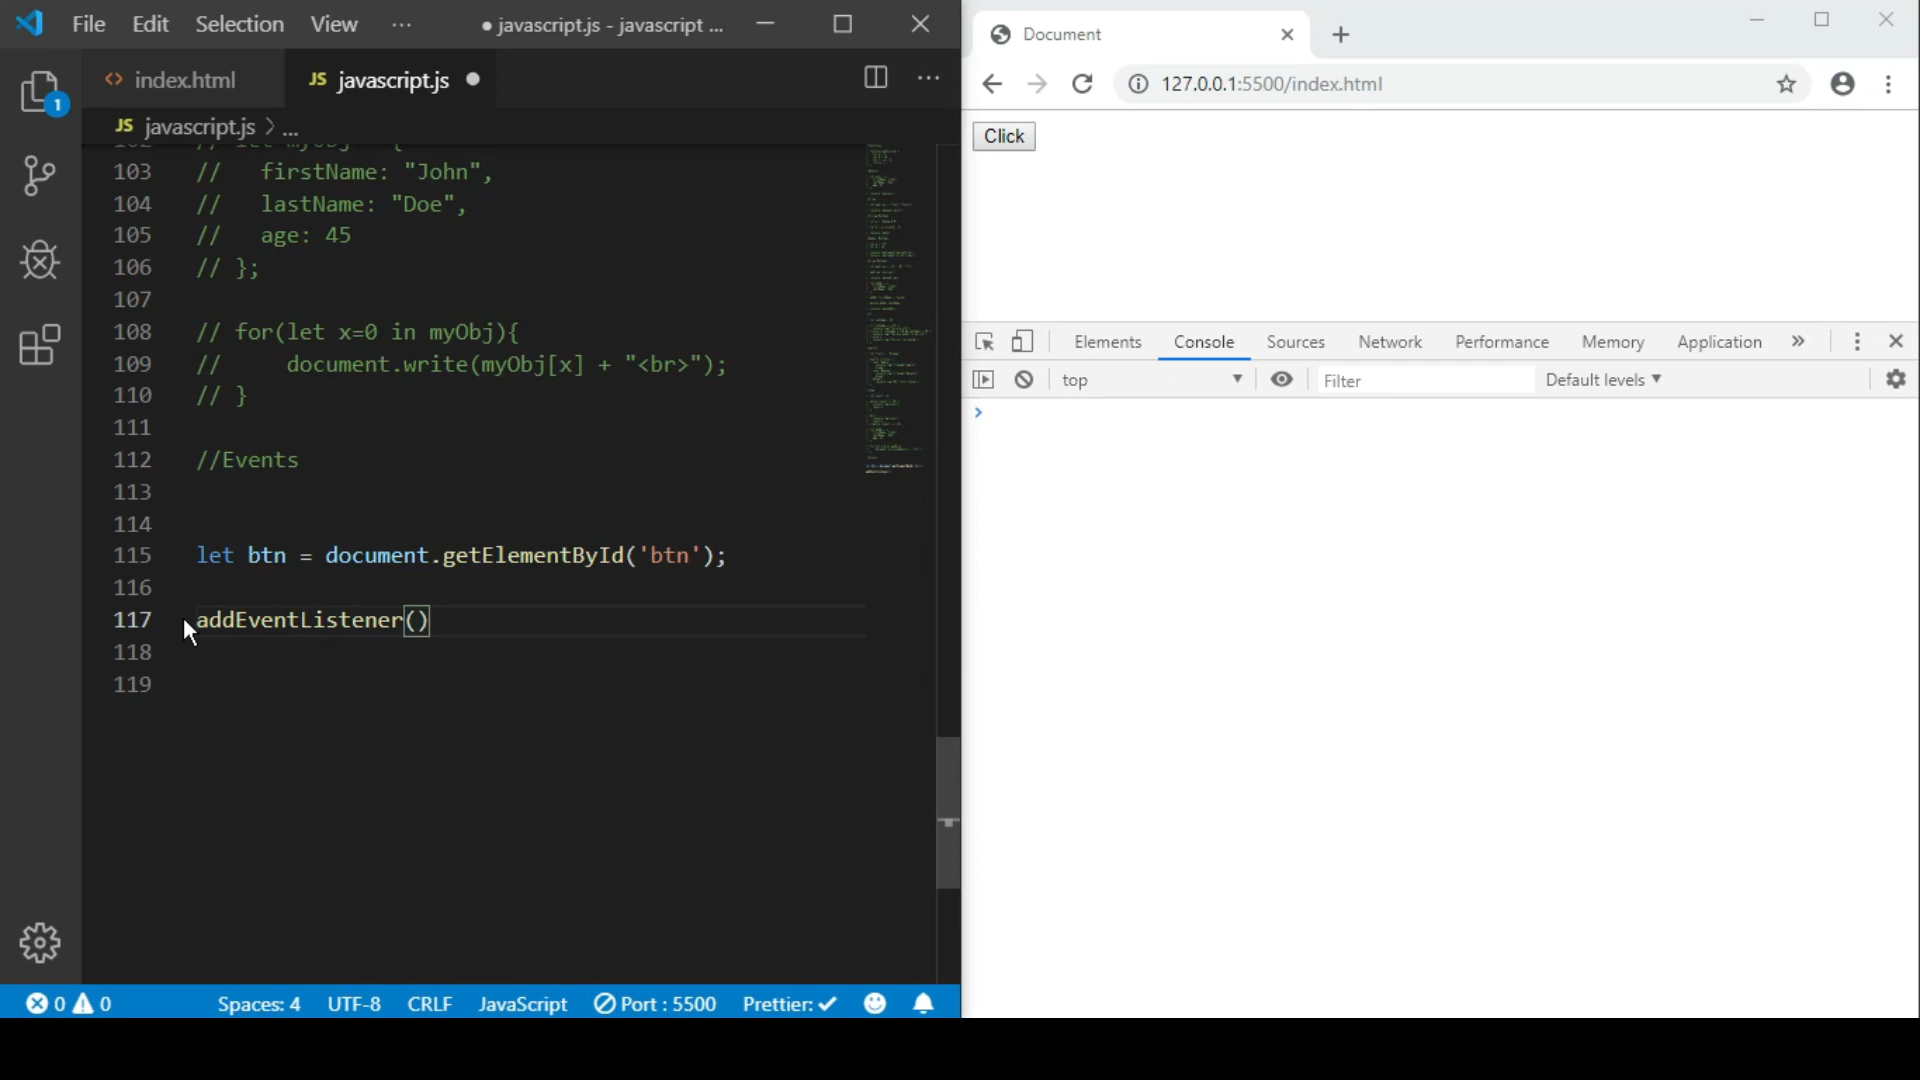 File Edit Selection View ··· ● javascript.js - javascript ...
index.html JS javascript.js ●
JS javascript.js > ...
103 // firstName: "John",
104 // lastName: "Doe",
105 // age: 45
106 // };
107
108 // for(let x=0 in myObj){
109 // document.write(myObj[x] + "<br>");
110 // }
111
112 //Events
113
114
115 let btn = document.getElementById('btn');
116
117 addEventListener()
118
119
1
0 0 Spaces: 4 UTF-8 CRLF JavaScript Port : 5500 Prettier: ✓
Document
127.0.0.1:5500/index.html
Click
Elements Console Sources Network Performance Memory Application »
top Filter Default levels